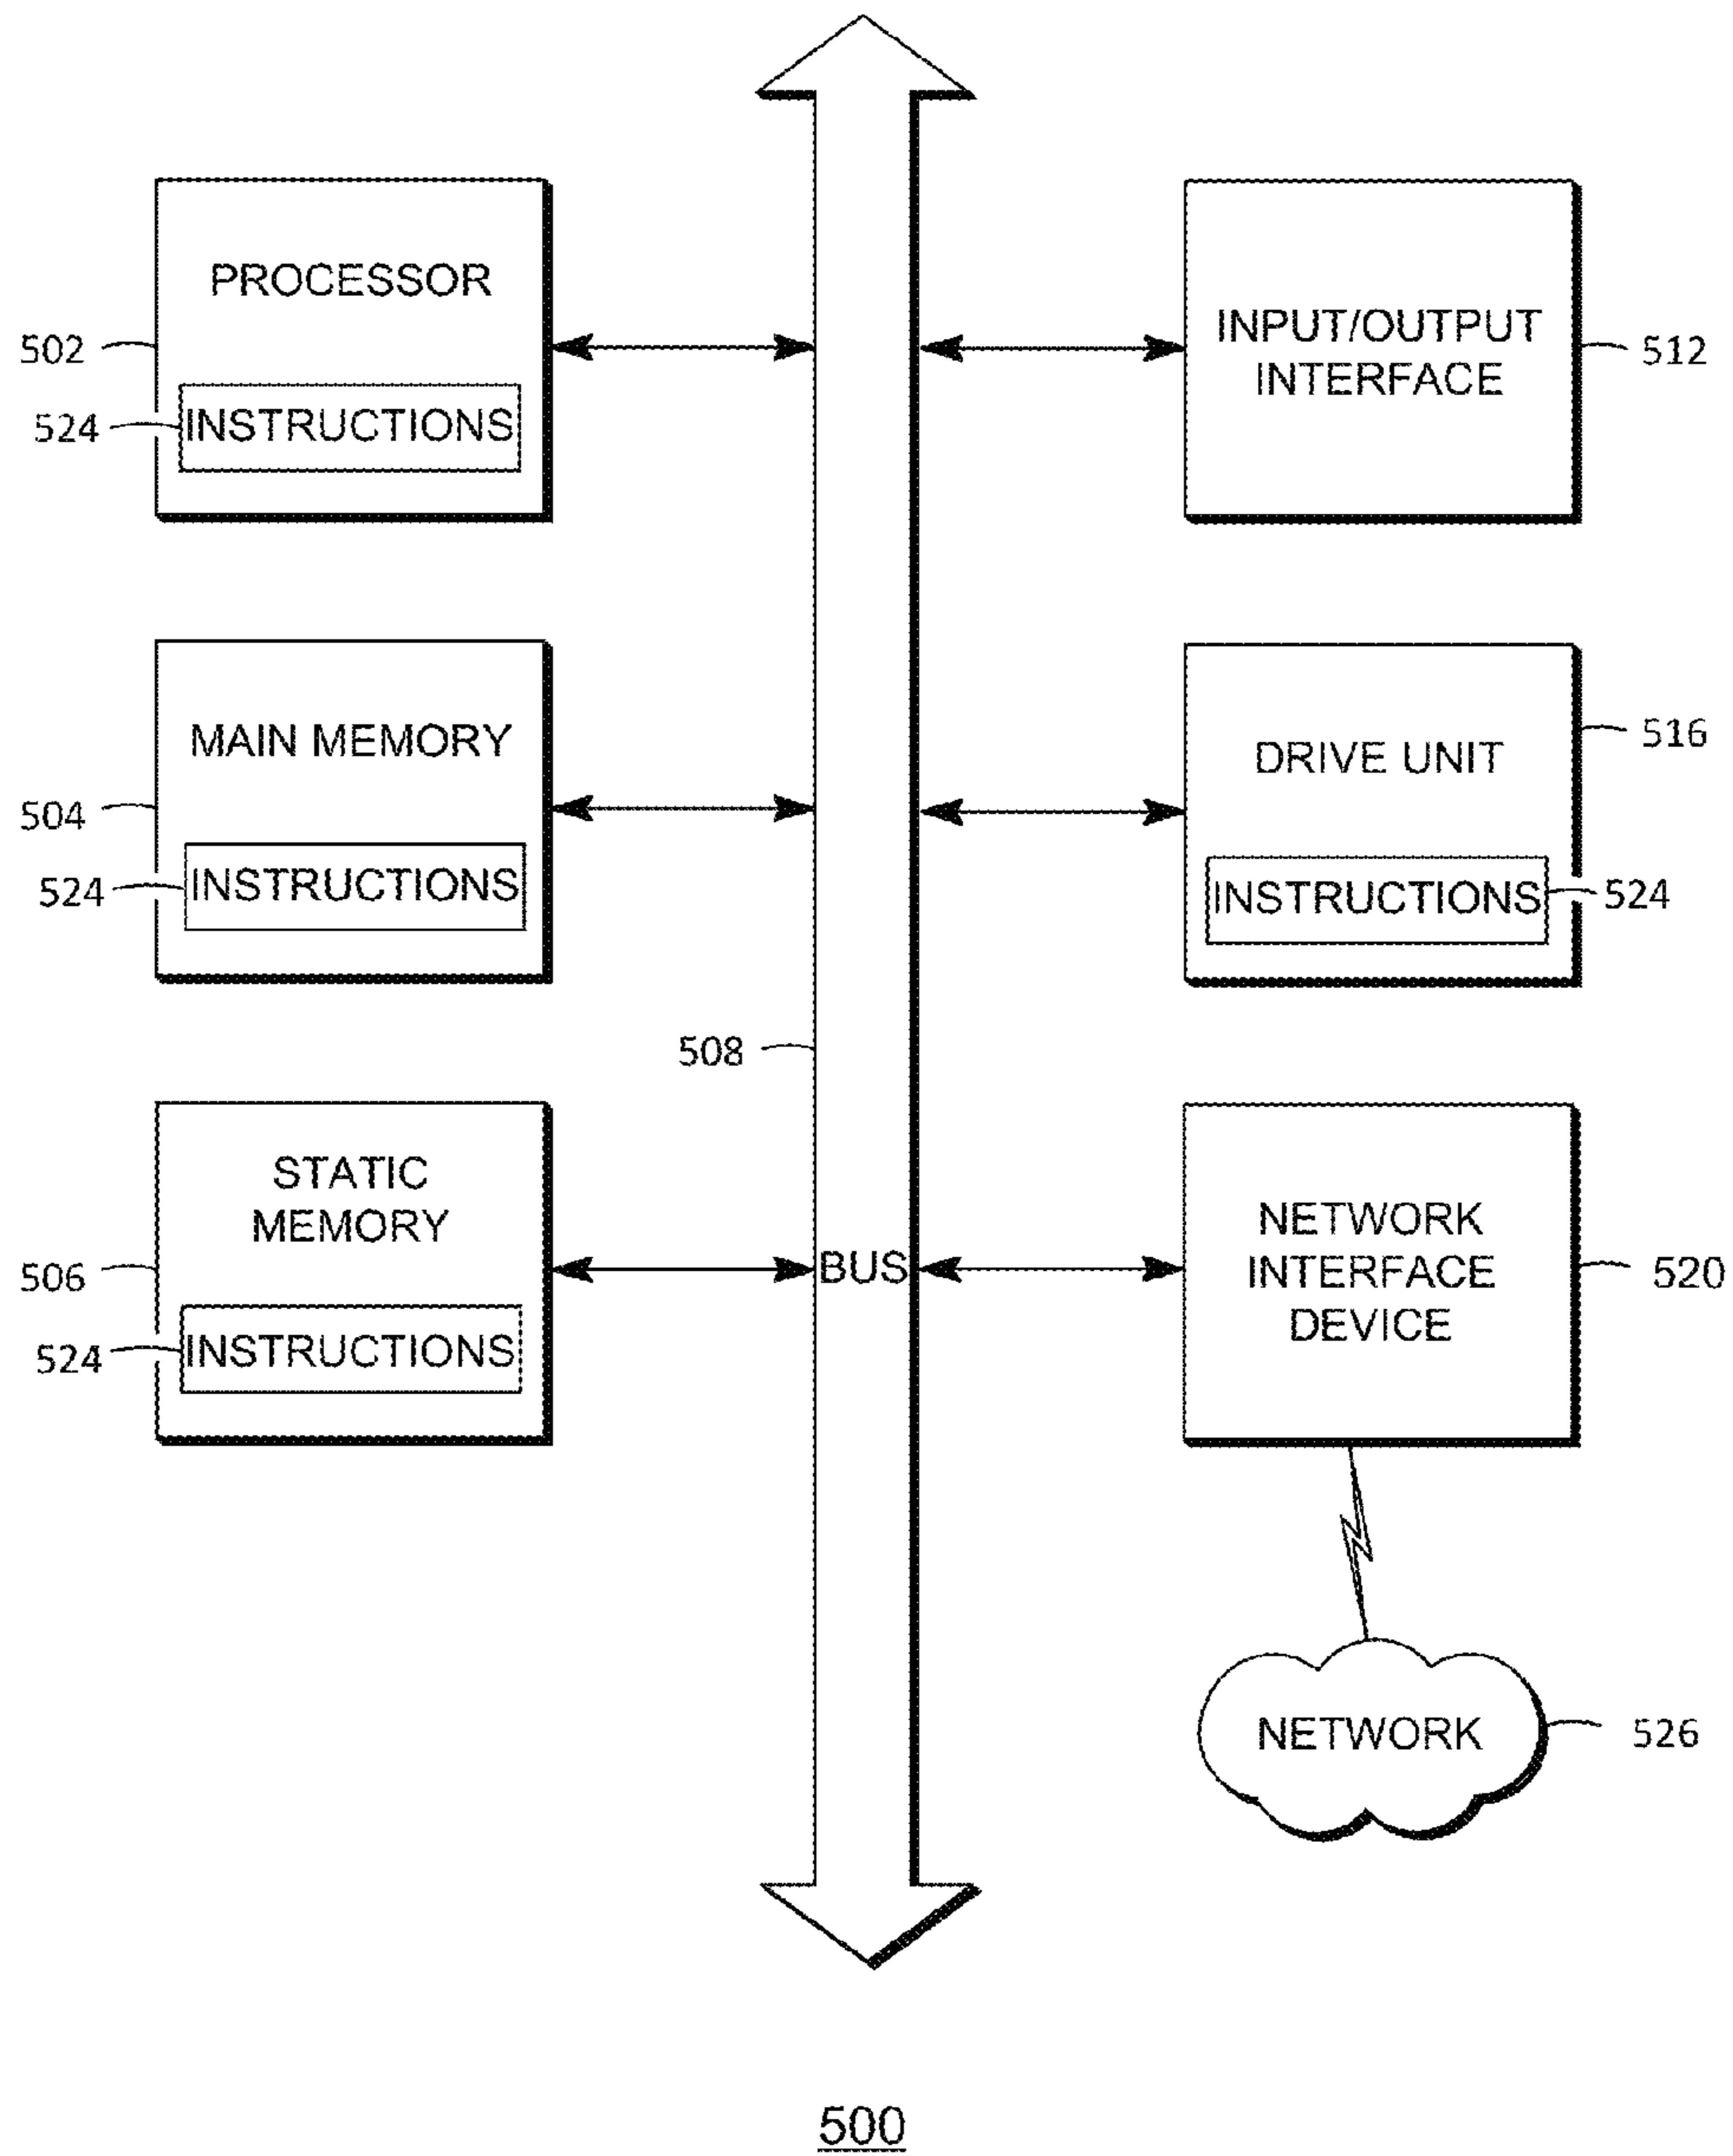 PROCESSOR
502
524
INSTRUCTIONS
INPUT/OUTPUT
INTERFACE
512
MAIN MEMORY
504
524
INSTRUCTIONS
DRIVE UNIT
516
INSTRUCTIONS
524
508
BUS
STATIC
MEMORY
506
524
INSTRUCTIONS
NETWORK
INTERFACE
DEVICE
520
NETWORK
526
500